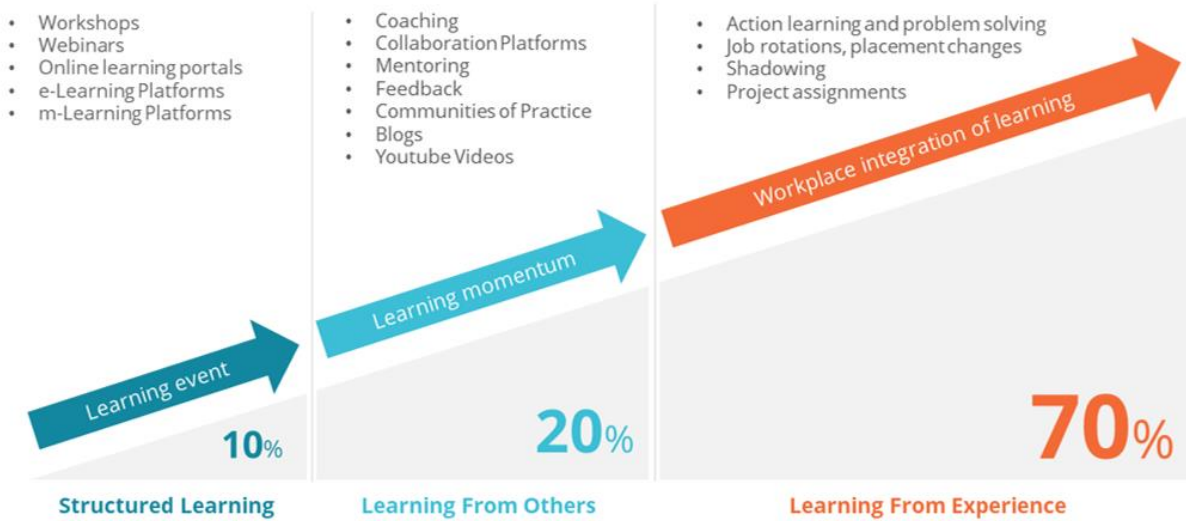 • Workshops
• Webinars
• Online learning portals
• e-Learning Platforms
• m-Learning Platforms
Learning event
10%
Structured Learning
• Coaching
• Collaboration Platforms
• Mentoring
• Feedback
• Communities of Practice
• Blogs
• Youtube Videos
Learning momentum
20%
Learning From Others
• Action learning and problem solving
• Job rotations, placement changes
• Shadowing
• Project assignments
Workplace integration of learning
70%
Learning From Experience